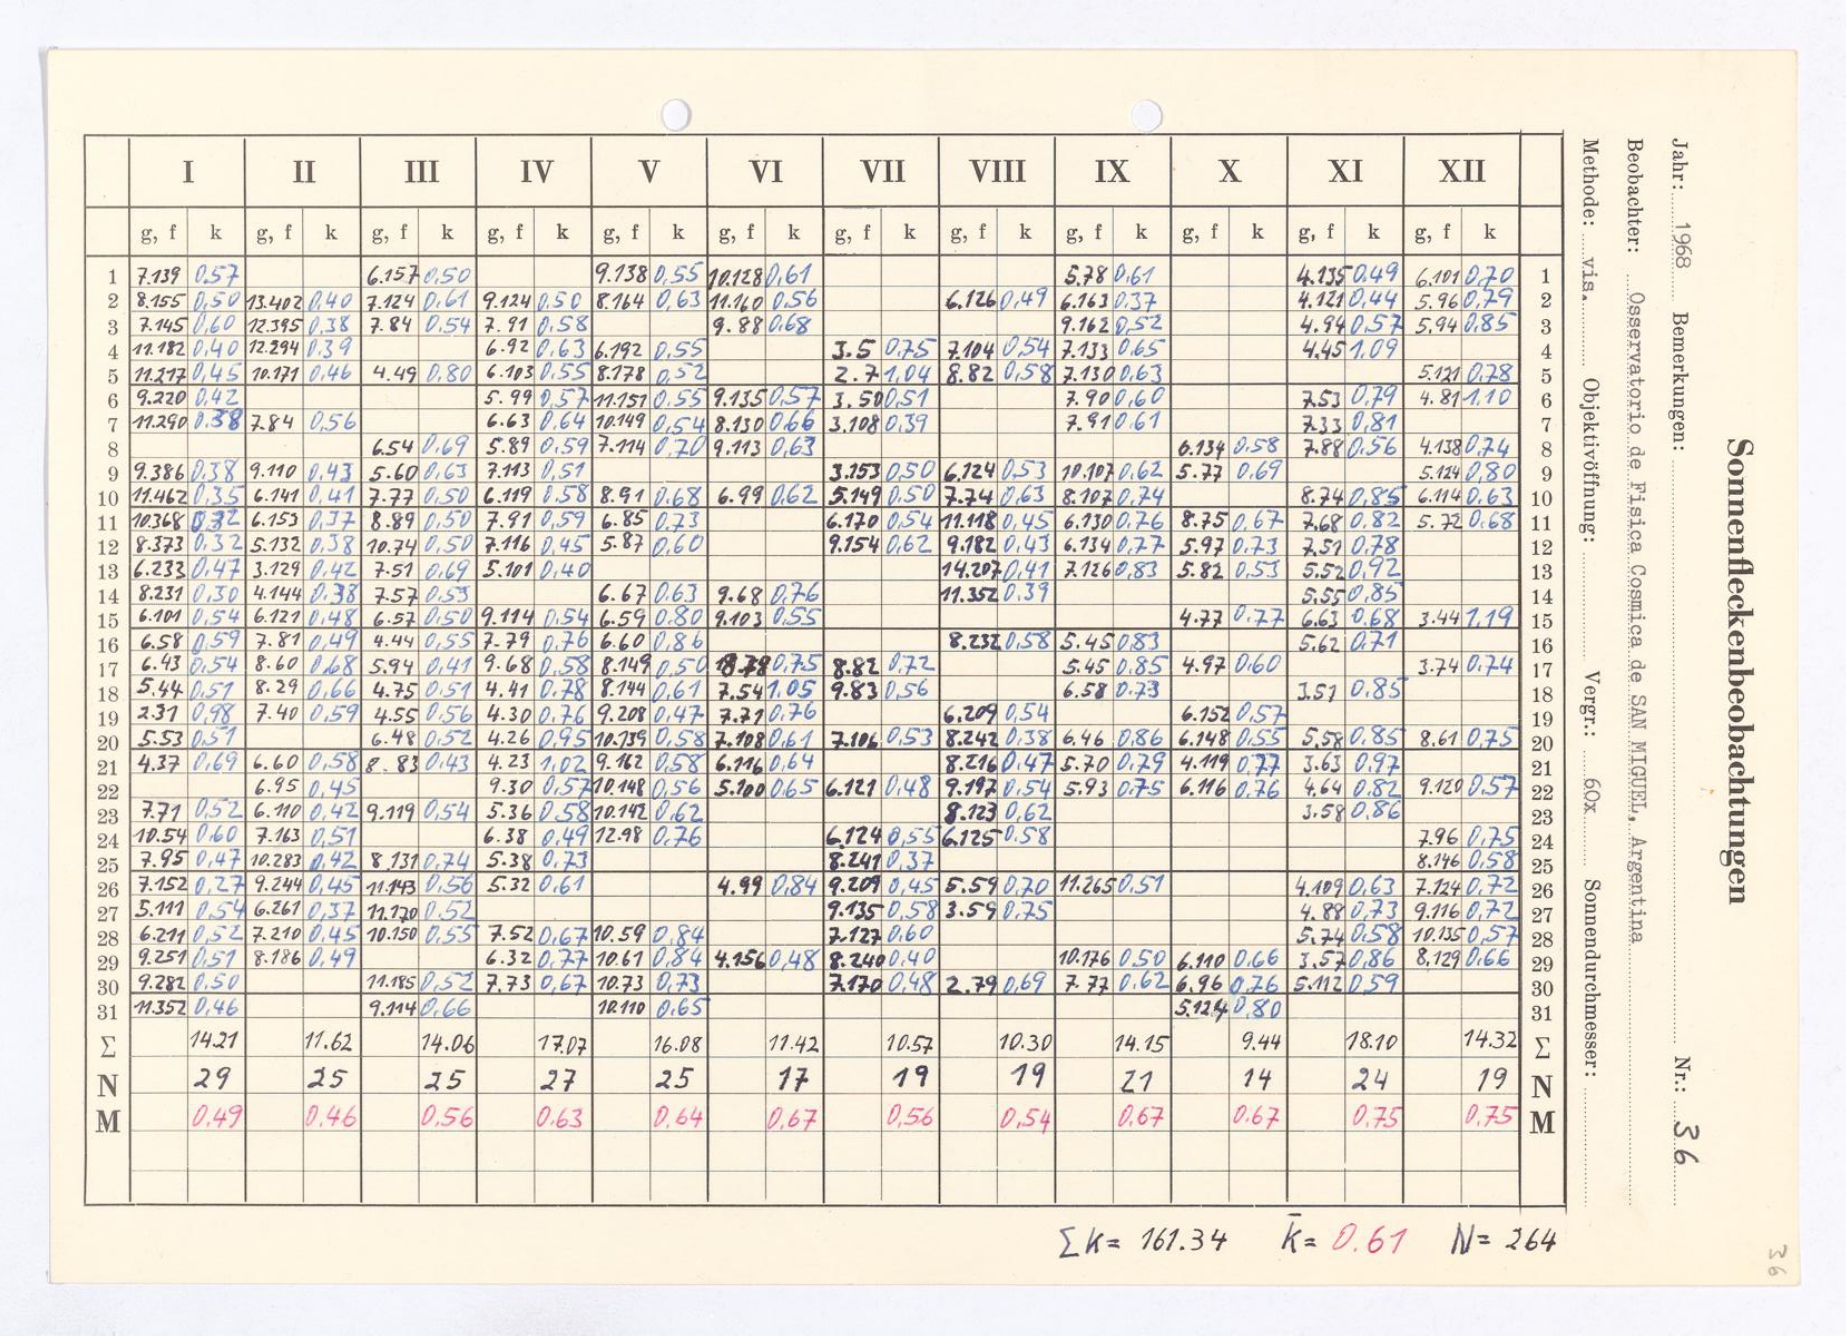 Sonnenfleckenbeobachtungen
Jahr: 1968 Bemerkungen: Nr.: 36
Beobachter: Osservatorio de Fisica Cosmica de SAN MIGUEL, Argentina
Methode: vis. Objektivöffnung: Vergr.: 60x Sonnendurchmesser:
I II III IV V VI VII VIII IX X XI XII
g, f k g, f k g, f k g, f k g, f k g, f k g, f k g, f k g, f k g, f k g, f k g, f k
1 7.139 0,57 6.157 0,50 9.138 0,55 10.128 0,61 5.78 0,61 4.135 0,49 6.101 0,70 1
2 8.155 0,50 13.402 0,40 7.124 0,61 9.124 0,50 8.164 0,63 11.160 0,56 6.126 0,49 6.163 0,37 4.121 0,44 5.96 0,79 2
3 7.145 0,60 12.395 0,38 7.84 0,54 7.91 0,58 9.88 0,68 9.162 0,52 4.94 0,57 5.94 0,85 3
4 11.182 0,40 12.294 0,39 6.92 0,63 6.192 0,55 3.5 0,75 7.104 0,54 7.133 0,65 4.45 1,09 4
5 11.217 0,45 10.171 0,46 4.49 0,80 6.103 0,55 8.178 0,52 2.7 1,04 8.82 0,58 7.130 0,63 5.121 0,78 5
6 9.220 0,42 5.99 0,57 11.151 0,55 9.135 0,57 3.50 0,51 7.90 0,60 7.53 0,79 4.81 1,10 6
7 11.290 0,38 7.84 0,56 6.63 0,64 10.149 0,54 8.130 0,66 3.108 0,39 7.91 0,61 7.33 0,81 7
8 6.54 0,69 5.89 0,59 7.114 0,70 9.113 0,63 6.134 0,58 7.88 0,56 4.138 0,74 8
9 9.386 0,38 9.110 0,43 5.60 0,63 7.113 0,51 3.153 0,50 6.124 0,53 10.107 0,62 5.77 0,69 5.124 0,80 9
10 11.462 0,35 6.141 0,41 7.77 0,50 6.119 0,58 8.91 0,68 6.99 0,62 5.149 0,50 7.74 0,63 8.107 0,74 8.74 0,85 6.114 0,63 10
11 10.368 0,32 6.153 0,37 8.89 0,50 7.91 0,59 6.85 0,73 6.170 0,54 11.118 0,45 6.130 0,76 8.75 0,67 7.68 0,82 5.72 0,68 11
12 8.373 0,32 5.132 0,38 10.74 0,50 7.116 0,45 5.87 0,60 9.154 0,62 9.182 0,43 6.134 0,77 5.97 0,73 7.51 0,78 12
13 6.233 0,47 3.129 0,42 7.51 0,69 5.101 0,40 14.207 0,41 7.126 0,83 5.82 0,53 5.52 0,92 13
14 8.231 0,30 4.144 0,38 7.57 0,53 6.67 0,63 9.68 0,76 11.352 0,39 5.55 0,85 14
15 6.101 0,54 6.121 0,48 6.57 0,50 9.114 0,54 6.59 0,80 9.103 0,55 4.77 0,77 6.63 0,68 3.44 1,19 15
16 6.58 0,59 7.81 0,49 4.44 0,55 7.79 0,76 6.60 0,86 8.232 0,58 5.45 0,83 5.62 0,71 16
17 6.43 0,54 8.60 0,68 5.94 0,41 9.68 0,58 8.149 0,50 0,75 8.82 0,72 5.45 0,85 4.97 0,60 3.74 0,74 17
18 5.44 0,51 8.29 0,66 4.75 0,51 4.41 0,78 8.144 0,61 7.54 1,05 9.83 0,56 6.58 0,73 3.51 0,85 18
19 2.31 0,98 7.40 0,59 4.55 0,56 4.30 0,76 9.208 0,47 7.71 0,76 6.209 0,54 6.152 0,57 19
20 5.53 0,51 6.48 0,52 4.26 0,95 10.139 0,58 7.108 0,61 7.106 0,53 8.242 0,38 6.46 0,86 6.148 0,55 5.58 0,85 8.61 0,75 20
21 4.37 0,69 6.60 0,58 8.83 0,43 4.23 1,02 9.162 0,58 6.116 0,64 8.216 0,47 5.70 0,79 4.119 0,77 3.63 0,97 21
22 6.95 0,45 9.30 0,57 10.148 0,56 5.100 0,65 6.121 0,48 9.197 0,54 5.93 0,75 6.116 0,76 4.64 0,82 9.120 0,57 22
23 7.71 0,52 6.110 0,42 9.119 0,54 5.36 0,58 10.142 0,62 8.123 0,62 3.58 0,86 23
24 10.54 0,60 7.163 0,51 6.38 0,49 12.98 0,76 6.124 0,55 6.125 0,58 7.96 0,75 24
25 7.95 0,47 10.283 0,42 8.131 0,74 5.38 0,73 8.241 0,37 8.146 0,58 25
26 7.152 0,27 9.244 0,45 11.143 0,56 5.32 0,61 4.99 0,84 9.209 0,45 5.59 0,70 11.265 0,51 4.109 0,63 7.124 0,72 26
27 5.111 0,54 6.261 0,37 11.170 0,52 9.135 0,58 3.59 0,75 4.88 0,73 9.116 0,72 27
28 6.211 0,52 7.210 0,45 10.150 0,55 7.52 0,67 10.59 0,84 7.127 0,60 5.74 0,58 10.135 0,57 28
29 9.251 0,51 8.186 0,49 6.32 0,77 10.61 0,84 4.156 0,48 8.240 0,40 10.176 0,50 6.110 0,66 3.57 0,86 8.129 0,66 29
30 9.282 0,50 11.185 0,52 7.73 0,67 10.73 0,73 7.170 0,48 2.79 0,69 7.77 0,62 6.96 0,76 5.112 0,59 30
31 11.352 0,46 9.114 0,66 10.110 0,65 5.124 0,80 31
Σ 14.21 11.62 14.06 17.07 16.08 11.42 10.57 10.30 14.15 9.44 18.10 14.32 Σ
N 29 25 25 27 25 17 19 19 21 14 24 19 N
M 0,49 0,46 0,56 0,63 0,64 0,67 0,56 0,54 0,67 0,67 0,75 0,75 M
Σk = 161.34 k̄ = 0.61 N = 264
36